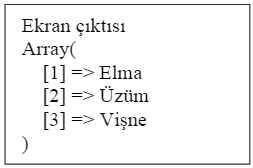 Ekran çıktısı
Array(
[1] => Elma
[2] => Üzüm
[3] => Vişne
)